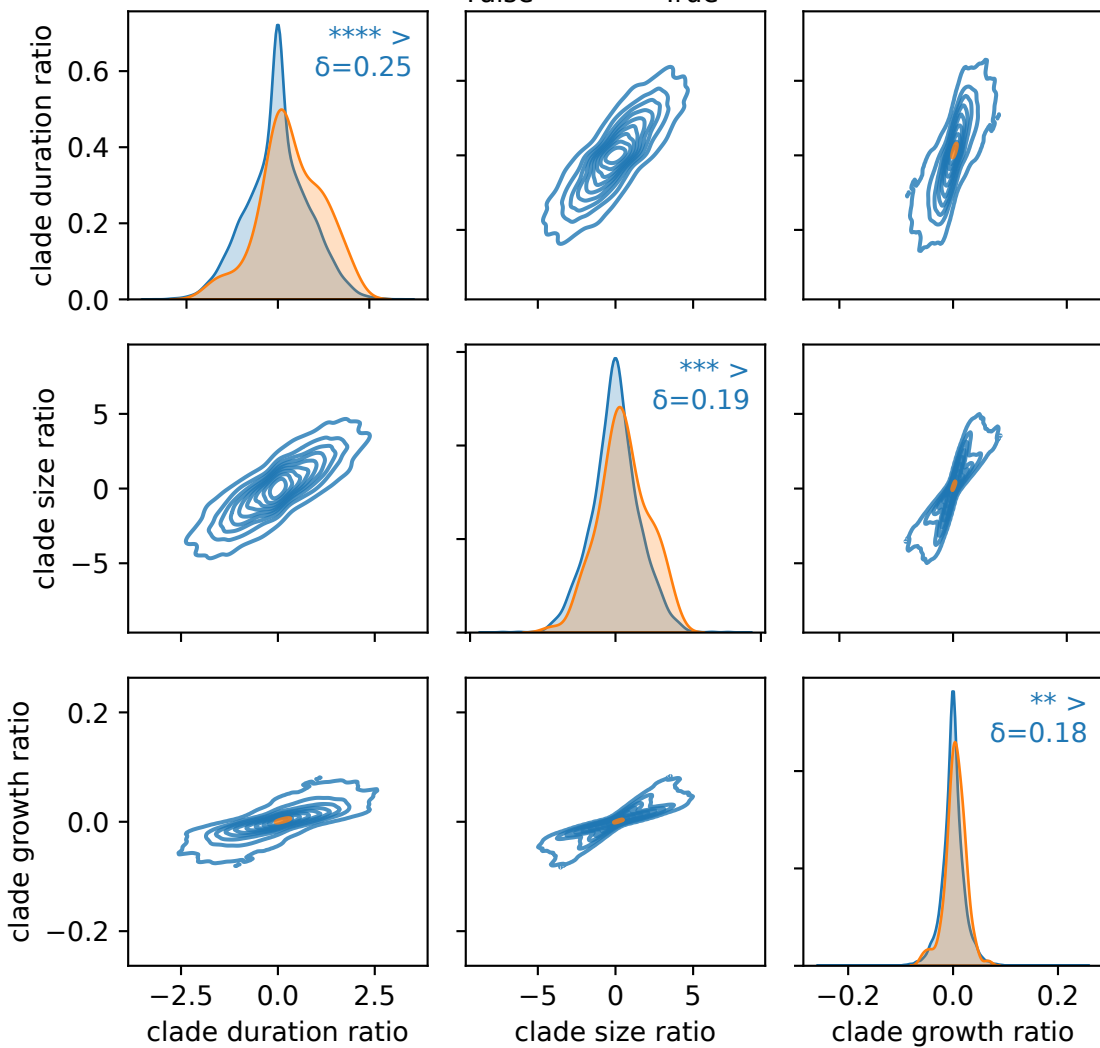 True
clade duration ratio
0.6
0.4
0.2
0.0
**** >
δ=0.25
clade size ratio
5
0
−5
*** >
δ=0.19
clade growth ratio
0.2
0.0
−0.2
** >
δ=0.18
−2.5 0.0 2.5
−5 0 5
−0.2 0.0 0.2
clade duration ratio
clade size ratio
clade growth ratio